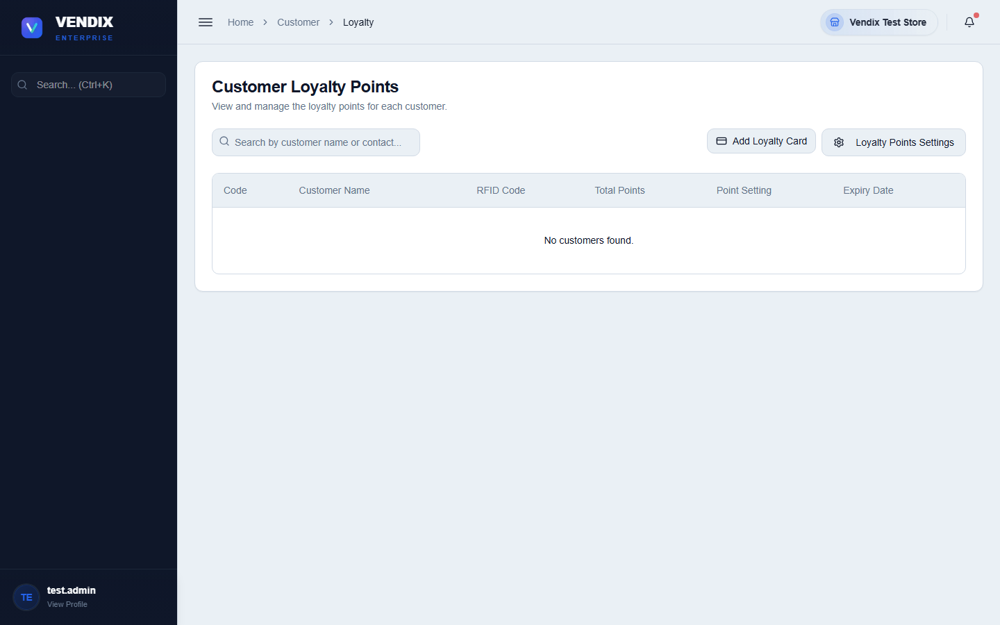 VENDIX
ENTERPRISE
Search... (Ctrl+K)
Home > Customer > Loyalty
Vendix Test Store
Customer Loyalty Points
View and manage the loyalty points for each customer.
Search by customer name or contact...
Add Loyalty Card
Loyalty Points Settings
Code Customer Name RFID Code Total Points Point Setting Expiry Date
No customers found.
TE
test.admin
View Profile